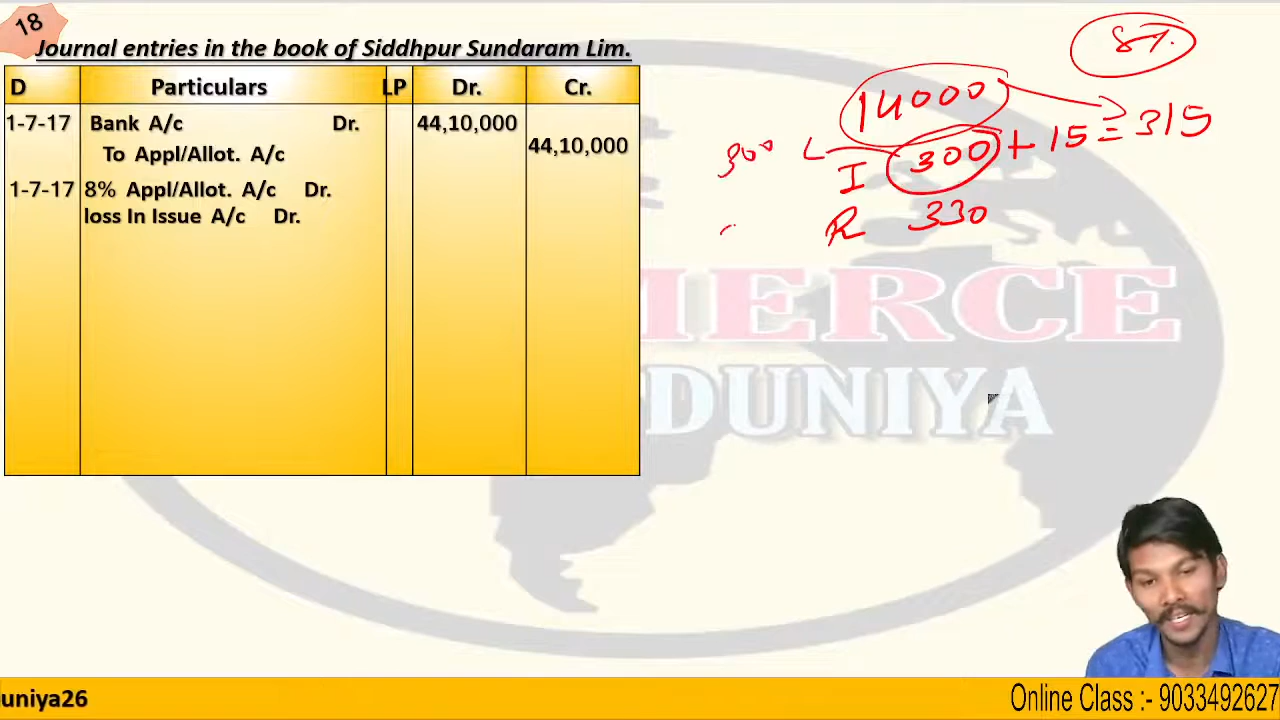 18
Journal entries in the book of Siddhpur Sundaram Lim.
D Particulars LP Dr. Cr.
1-7-17 Bank A/c Dr. 44,10,000
To Appl/Allot. A/c 44,10,000
1-7-17 8% Appl/Allot. A/c Dr.
loss In Issue A/c Dr.
8%
14000
300 I 300 + 15 = 315
R 330
MERCE
DUNIYA
uniya26
Online Class :- 9033492627